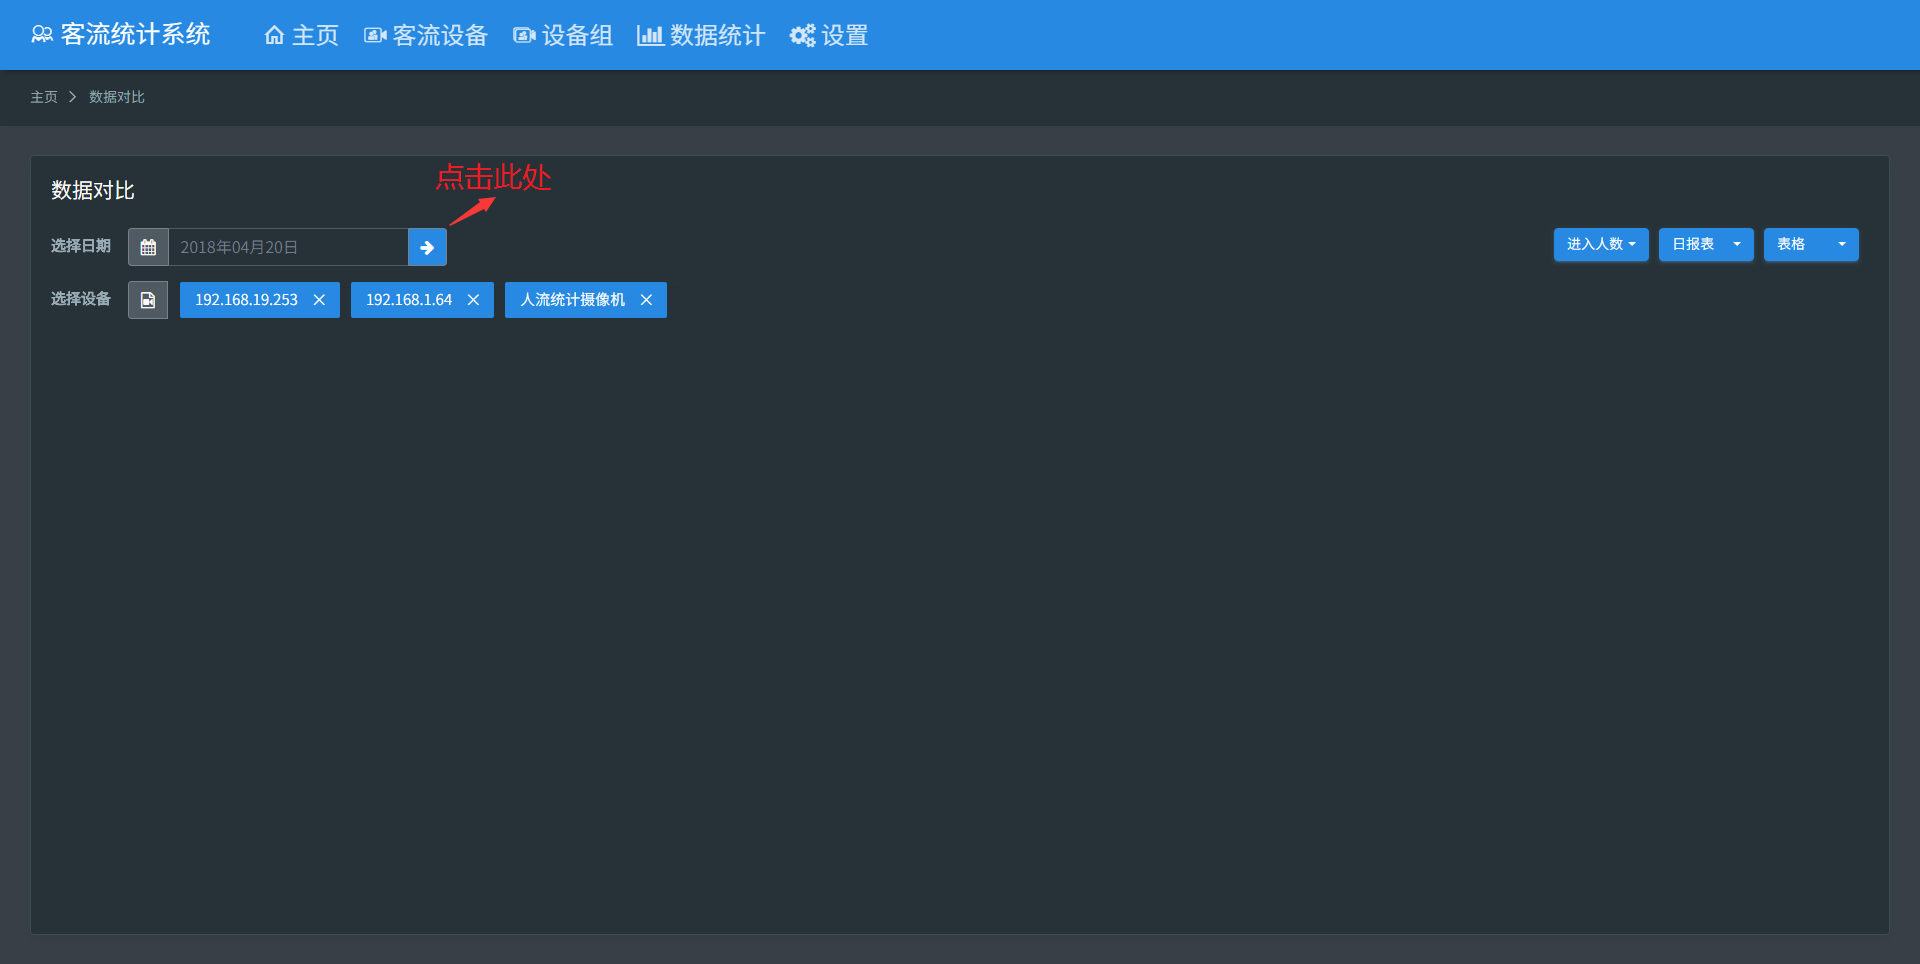 客流统计系统 主页 客流设备 设备组 数据统计 设置
主页 数据对比
点击此处
数据对比
选择日期 2018年04月20日 进入人数 日报表 表格
选择设备 192.168.19.253 192.168.1.64 人流统计摄像机